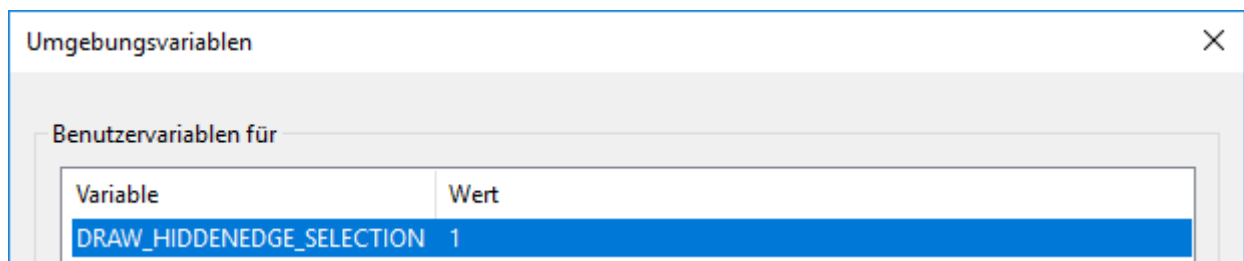 Umgebungsvariablen
Benutzervariablen für
Variable Wert
DRAW_HIDDENEDGE_SELECTION 1